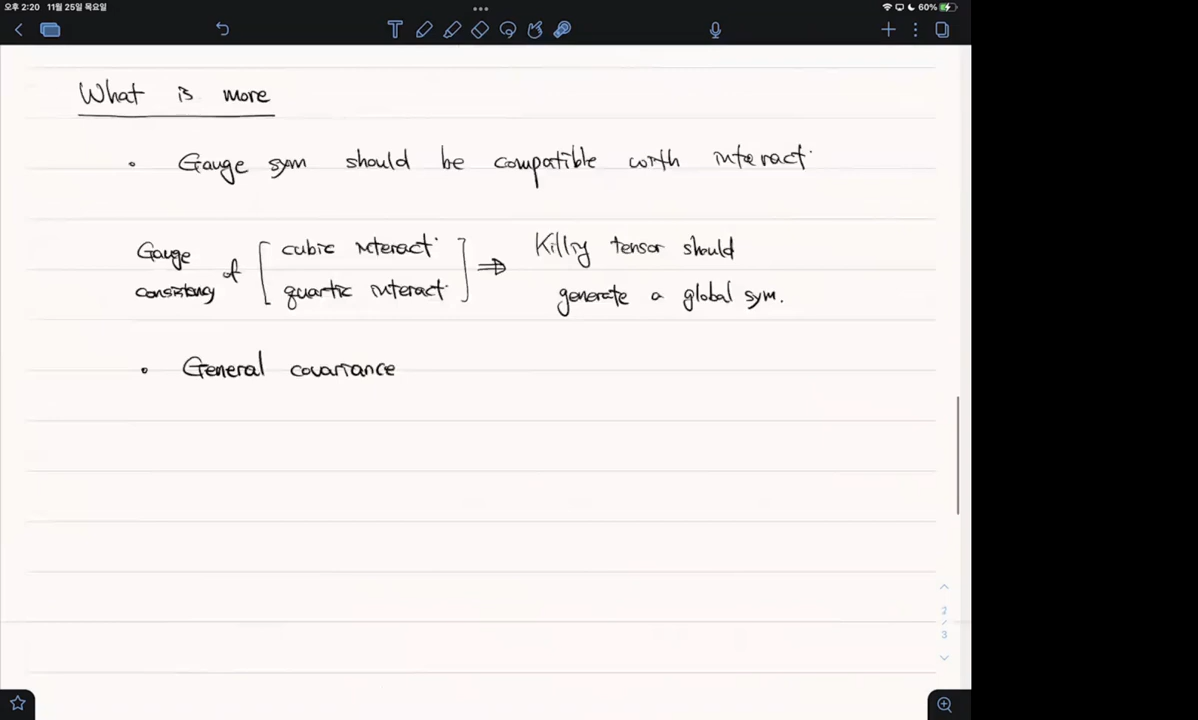 오후 2:20 11월 25일 목요일
60%
What is more
• Gauge sym should be compatible with interact.
Gauge consistency of [ cubic interact. quartic interact. ] ⇒ Killing tensor should
generate a global sym.
• General covariance
2
/
3